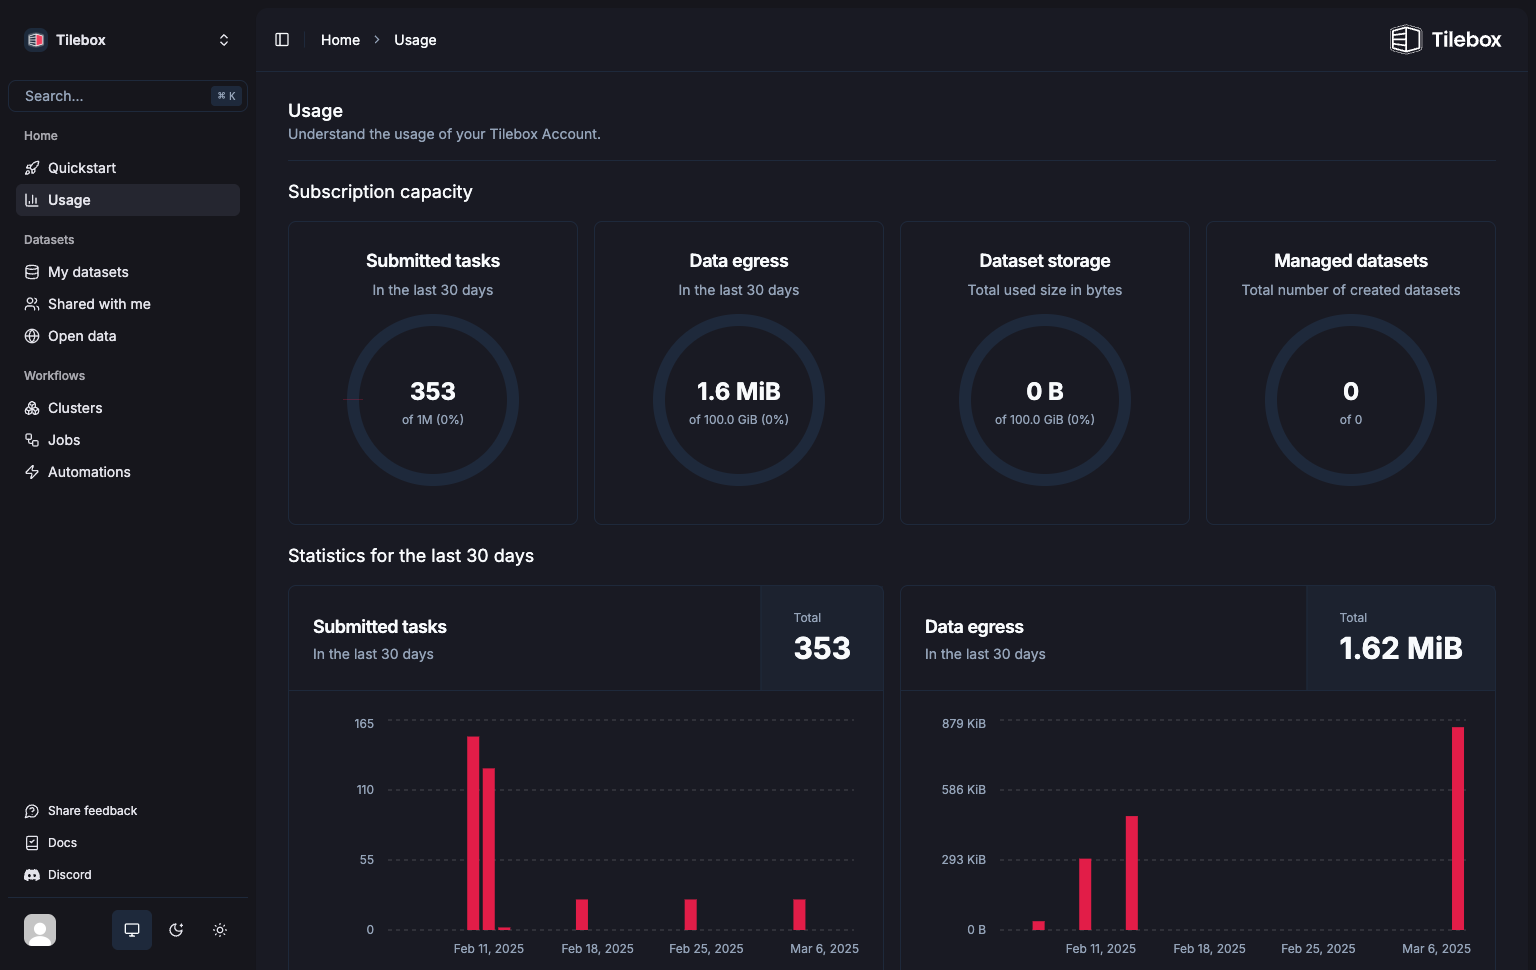 Tilebox
Search...
⌘ K
Home
Quickstart
Usage
Datasets
My datasets
Shared with me
Open data
Workflows
Clusters
Jobs
Automations
Share feedback
Docs
Discord
Home > Usage
Tilebox
Usage
Understand the usage of your Tilebox Account.
Subscription capacity
Submitted tasks
In the last 30 days
353
of 1M (0%)
Data egress
In the last 30 days
1.6 MiB
of 100.0 GiB (0%)
Dataset storage
Total used size in bytes
0 B
of 100.0 GiB (0%)
Managed datasets
Total number of created datasets
0
of 0
Statistics for the last 30 days
Submitted tasks
In the last 30 days
Total
353
165
110
55
0
Feb 11, 2025 Feb 18, 2025 Feb 25, 2025 Mar 6, 2025
Data egress
In the last 30 days
Total
1.62 MiB
879 KiB
586 KiB
293 KiB
0 B
Feb 11, 2025 Feb 18, 2025 Feb 25, 2025 Mar 6, 2025